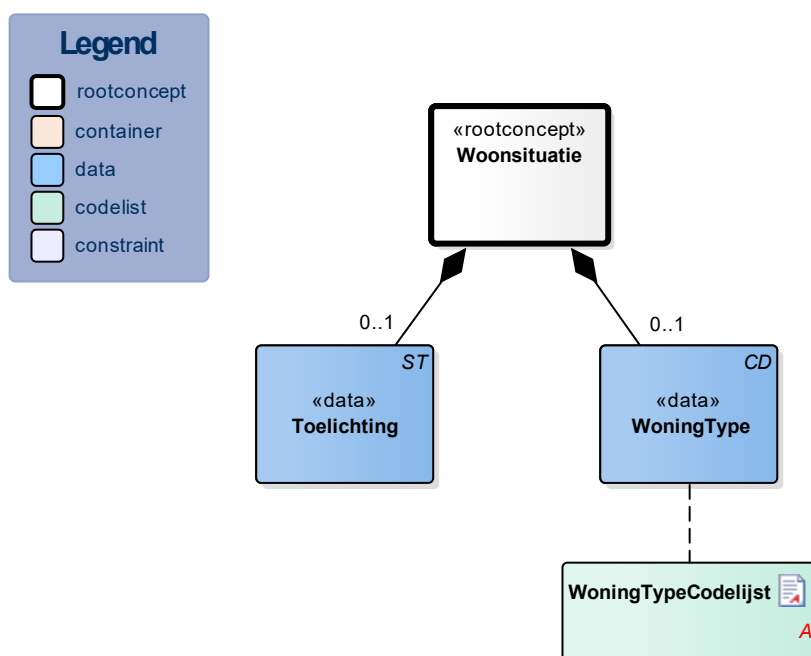 Legend
rootconcept
container
data
codelist
constraint
«rootconcept»
Woonsituatie
0..1
0..1
ST
«data»
Toelichting
CD
«data»
WoningType
WoningTypeCodelijst
A